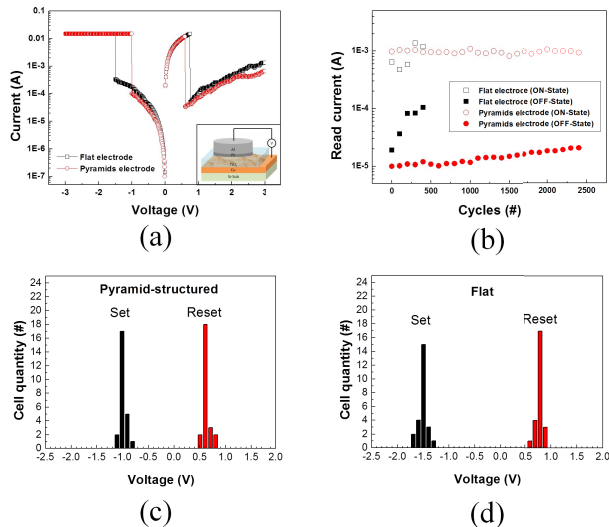 0.1
0.01
1E-3
1E-4
1E-5
1E-6
1E-7
Current (A)
Flat electrode
Pyramids electrode
Al
V
Si-Sub
-3 -2 -1 0 1 2 3
Voltage (V)
(a)
1E-3
1E-4
1E-5
Read current (A)
Flat electroce (ON-State)
Flat electroce (OFF-State)
Pyramids electrode (ON-State)
Pyramids electrode (OFF-State)
0 500 1000 1500 2000 2500
Cycles (#)
(b)
24
22
20
18
16
14
12
10
8
6
4
2
0
Cell quantity (#)
Pyramid-structured
Set Reset
-2.5 -2.0 -1.5 -1.0 -0.5 0.0 0.5 1.0 1.5 2.0
Voltage (V)
(c)
24
22
20
18
16
14
12
10
8
6
4
2
0
Cell quantity (#)
Flat
Set Reset
-2.5 -2.0 -1.5 -1.0 -0.5 0.0 0.5 1.0 1.5 2.0
Voltage (V)
(d)